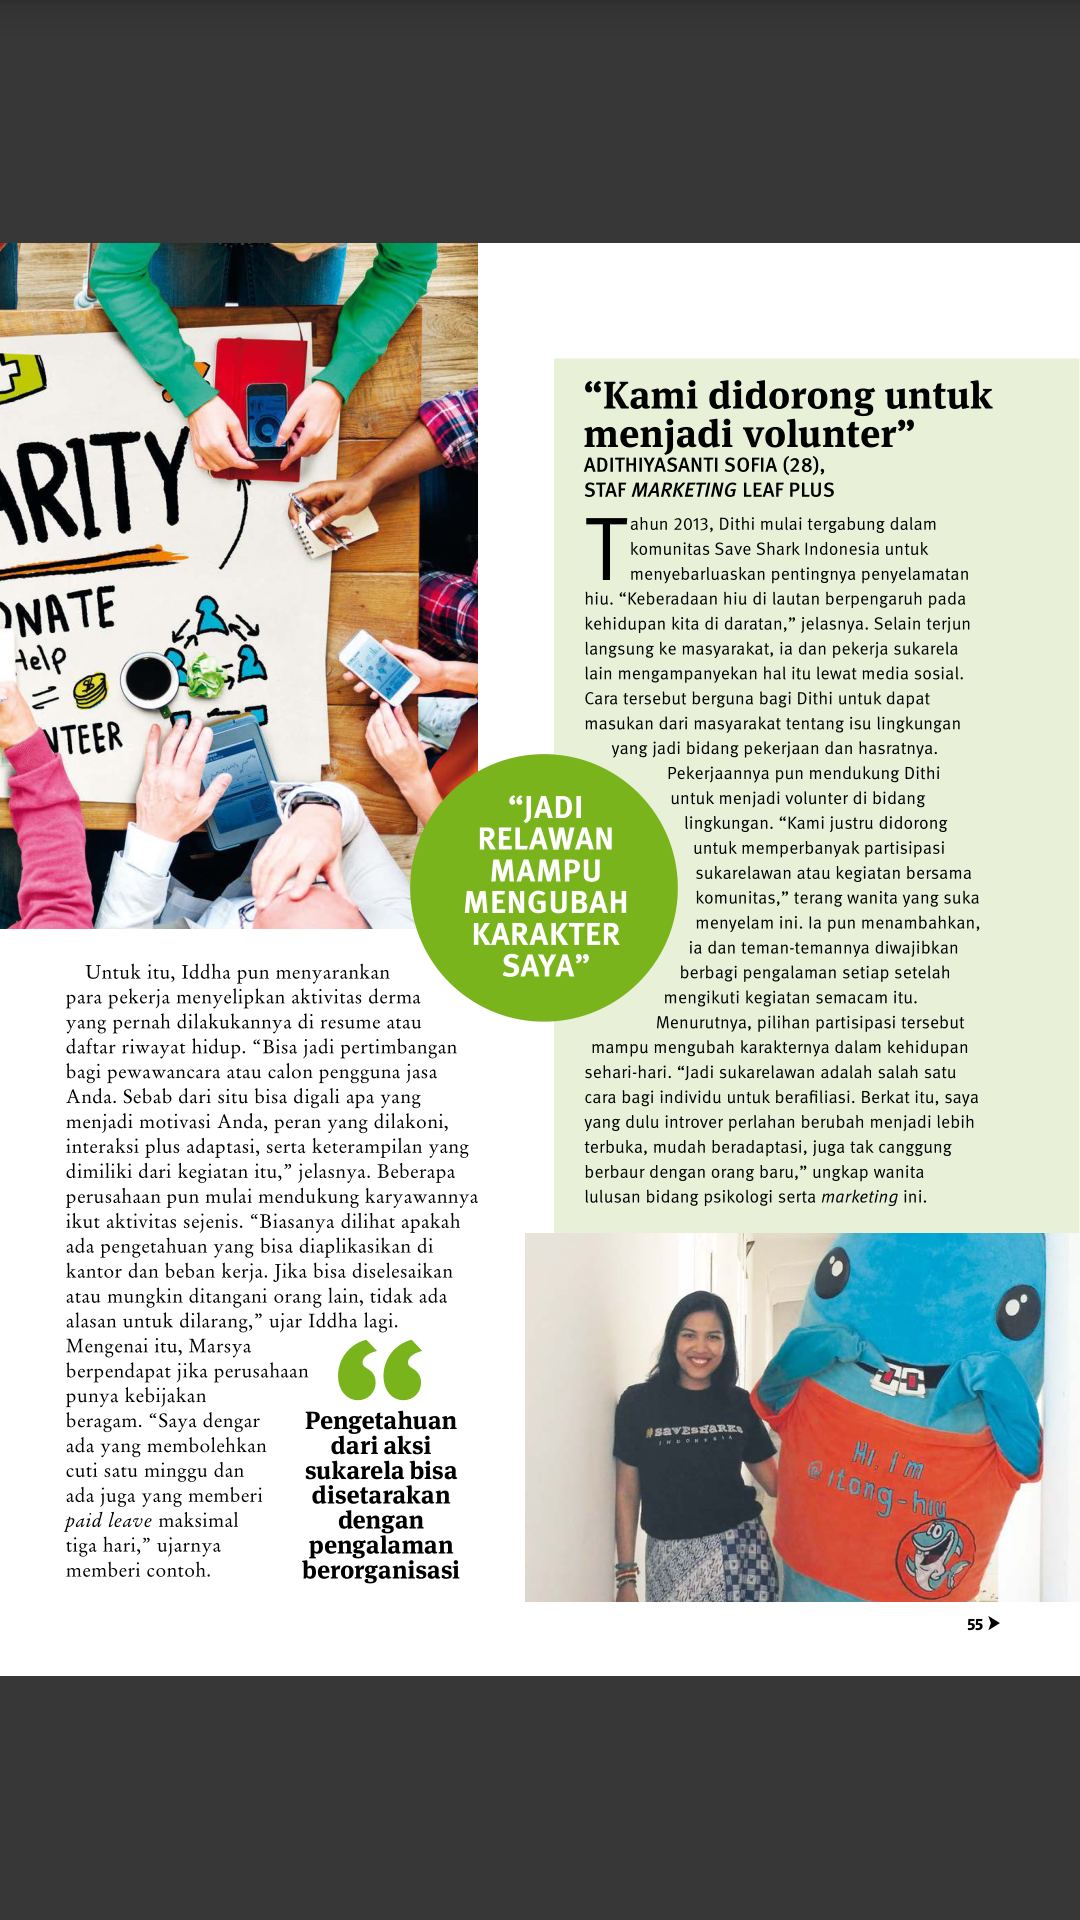 ARITY
ONATE
Help
NTEER
“Kami didorong untuk
menjadi volunter”
ADITHIYASANTI SOFIA (28),
STAF MARKETING LEAF PLUS
Tahun 2013, Dithi mulai tergabung dalam
komunitas Save Shark Indonesia untuk
menyebarluaskan pentingnya penyelamatan
hiu. “Keberadaan hiu di lautan berpengaruh pada
kehidupan kita di daratan,” jelasnya. Selain terjun
langsung ke masyarakat, ia dan pekerja sukarela
lain mengampanyekan hal itu lewat media sosial.
Cara tersebut berguna bagi Dithi untuk dapat
masukan dari masyarakat tentang isu lingkungan
yang jadi bidang pekerjaan dan hasratnya.
Pekerjaannya pun mendukung Dithi
untuk menjadi volunter di bidang
lingkungan. “Kami justru didorong
untuk memperbanyak partisipasi
sukarelawan atau kegiatan bersama
komunitas,” terang wanita yang suka
menyelam ini. Ia pun menambahkan,
ia dan teman-temannya diwajibkan
berbagi pengalaman setiap setelah
mengikuti kegiatan semacam itu.
Menurutnya, pilihan partisipasi tersebut
mampu mengubah karakternya dalam kehidupan
sehari-hari. “Jadi sukarelawan adalah salah satu
cara bagi individu untuk berafiliasi. Berkat itu, saya
yang dulu introver perlahan berubah menjadi lebih
terbuka, mudah beradaptasi, juga tak canggung
berbaur dengan orang baru,” ungkap wanita
lulusan bidang psikologi serta marketing ini.
“JADI
RELAWAN
MAMPU
MENGUBAH
KARAKTER
SAYA”
Untuk itu, Iddha pun menyarankan
para pekerja menyelipkan aktivitas derma
yang pernah dilakukannya di resume atau
daftar riwayat hidup. “Bisa jadi pertimbangan
bagi pewawancara atau calon pengguna jasa
Anda. Sebab dari situ bisa digali apa yang
menjadi motivasi Anda, peran yang dilakoni,
interaksi plus adaptasi, serta keterampilan yang
dimiliki dari kegiatan itu,” jelasnya. Beberapa
perusahaan pun mulai mendukung karyawannya
ikut aktivitas sejenis. “Biasanya dilihat apakah
ada pengetahuan yang bisa diaplikasikan di
kantor dan beban kerja. Jika bisa diselesaikan
atau mungkin ditangani orang lain, tidak ada
alasan untuk dilarang,” ujar Iddha lagi.
Mengenai itu, Marsya
berpendapat jika perusahaan
punya kebijakan
beragam. “Saya dengar
ada yang membolehkan
cuti satu minggu dan
ada juga yang memberi
paid leave maksimal
tiga hari,” ujarnya
memberi contoh.
“
Pengetahuan
dari aksi
sukarela bisa
disetarakan
dengan
pengalaman
berorganisasi
#SAVESHARKS
INDONESIA
Hi, I'm
@itong-hiu
55